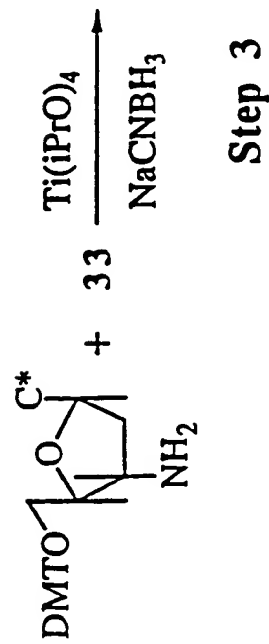 DMTO
O
C*
NH2
+ 33
Ti(iPrO)4
NaCNBH3
Step 3